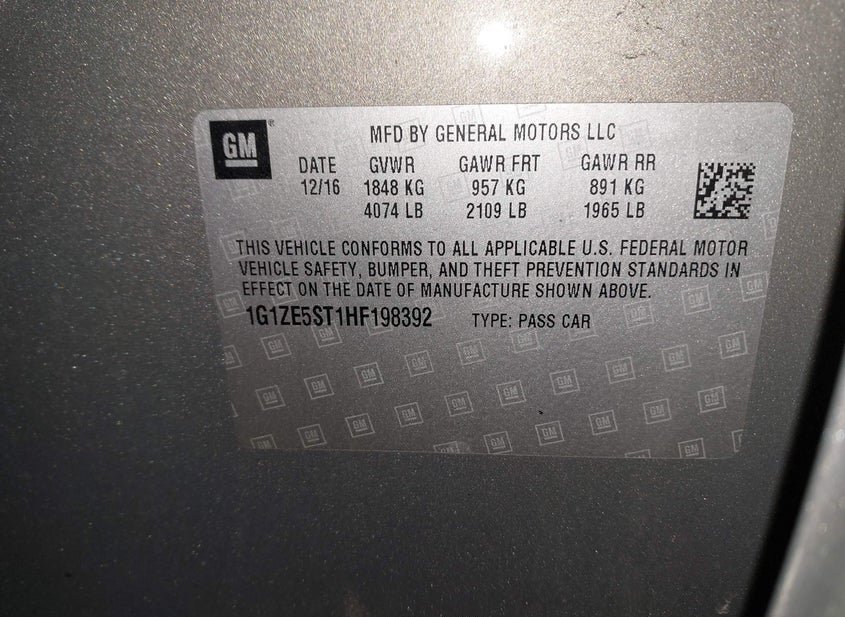 GM
MFD BY GENERAL MOTORS LLC
DATE GVWR GAWR FRT GAWR RR
12/16 1848 KG 957 KG 891 KG
4074 LB 2109 LB 1965 LB
THIS VEHICLE CONFORMS TO ALL APPLICABLE U.S. FEDERAL MOTOR
VEHICLE SAFETY, BUMPER, AND THEFT PREVENTION STANDARDS IN
EFFECT ON THE DATE OF MANUFACTURE SHOWN ABOVE.
1G1ZE5ST1HF198392 TYPE: PASS CAR